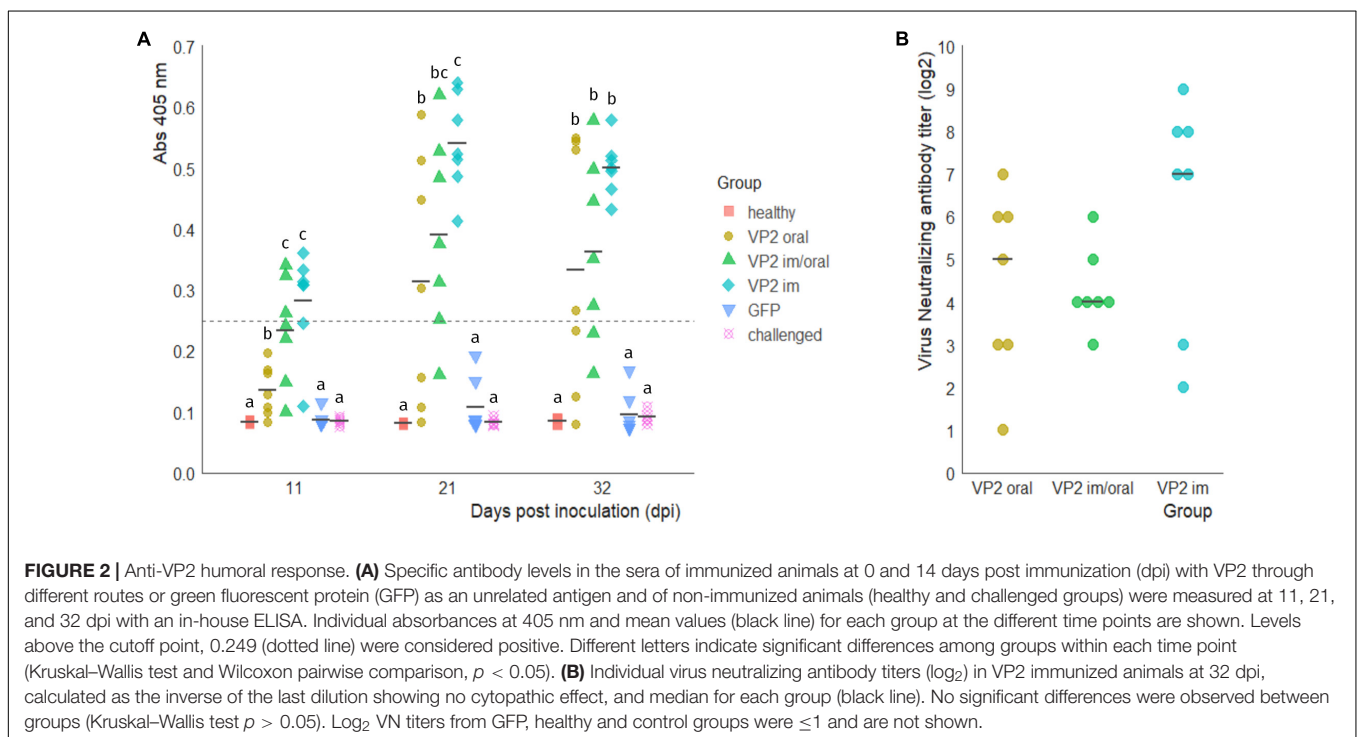 A
B
0.7
0.6
0.5
0.4
0.3
0.2
0.1
0.0
Abs 405 nm
a
b
c
c
a
a
a
b
bc
c
a
a
a
b
b
b
a
a
11
21
32
Days post inoculation (dpi)
Group
healthy
VP2 oral
VP2 im/oral
VP2 im
GFP
challenged
10
9
8
7
6
5
4
3
2
1
0
Virus Neutralizing antibody titer (log2)
VP2 oral
VP2 im/oral
VP2 im
Group
FIGURE 2 | Anti-VP2 humoral response. (A) Specific antibody levels in the sera of immunized animals at 0 and 14 days post immunization (dpi) with VP2 through
different routes or green fluorescent protein (GFP) as an unrelated antigen and of non-immunized animals (healthy and challenged groups) were measured at 11, 21,
and 32 dpi with an in-house ELISA. Individual absorbances at 405 nm and mean values (black line) for each group at the different time points are shown. Levels
above the cutoff point, 0.249 (dotted line) were considered positive. Different letters indicate significant differences among groups within each time point
(Kruskal–Wallis test and Wilcoxon pairwise comparison, p < 0.05). (B) Individual virus neutralizing antibody titers (log₂) in VP2 immunized animals at 32 dpi,
calculated as the inverse of the last dilution showing no cytopathic effect, and median for each group (black line). No significant differences were observed between
groups (Kruskal–Wallis test p > 0.05). Log₂ VN titers from GFP, healthy and control groups were ≤1 and are not shown.